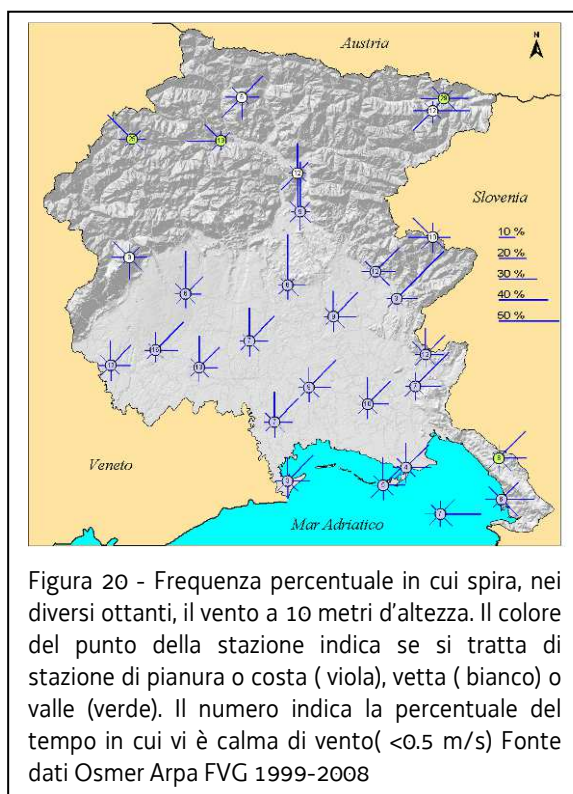 Austria
N
Slovenia
10 %
20 %
30 %
40 %
50 %
Veneto
Mar Adriatico
Figura 20 - Frequenza percentuale in cui spira, nei
diversi ottanti, il vento a 10 metri d'altezza. Il colore
del punto della stazione indica se si tratta di
stazione di pianura o costa ( viola), vetta ( bianco) o
valle (verde). Il numero indica la percentuale del
tempo in cui vi è calma di vento( <0.5 m/s) Fonte
dati Osmer Arpa FVG 1999-2008